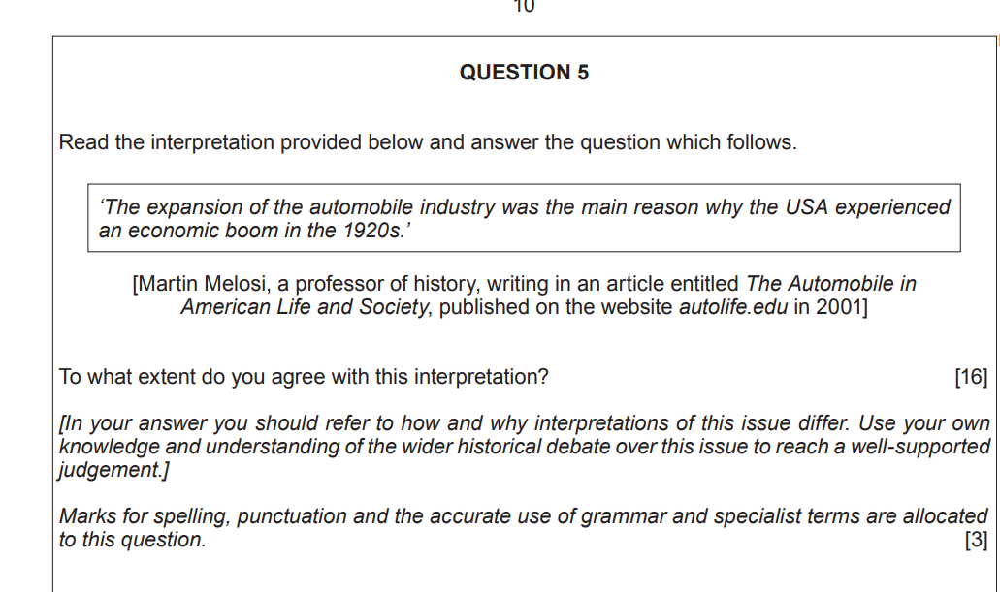 10
QUESTION 5
Read the interpretation provided below and answer the question which follows.
‘The expansion of the automobile industry was the main reason why the USA experienced
an economic boom in the 1920s.’
[Martin Melosi, a professor of history, writing in an article entitled The Automobile in
American Life and Society, published on the website autolife.edu in 2001]
To what extent do you agree with this interpretation? [16]
[In your answer you should refer to how and why interpretations of this issue differ. Use your own
knowledge and understanding of the wider historical debate over this issue to reach a well-supported
judgement.]
Marks for spelling, punctuation and the accurate use of grammar and specialist terms are allocated
to this question. [3]